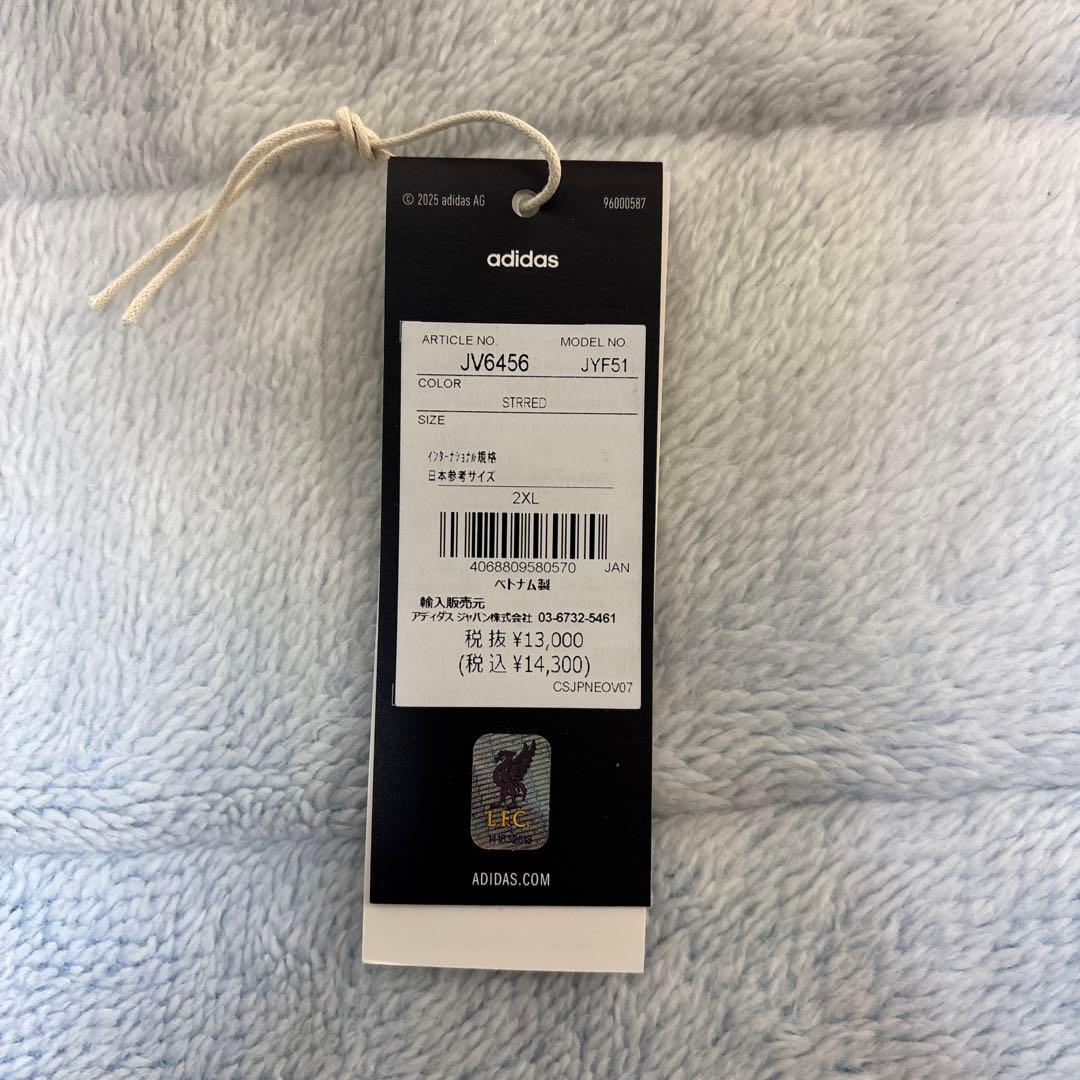 © 2025 adidas AG 96000587
adidas
ARTICLE NO. MODEL NO.
JV6456 JYF51
COLOR
STRRED
SIZE
インターナショナル規格
日本参考サイズ
2XL
4068809580570 JAN
ベトナム製
輸入販売元
アディダス ジャパン株式会社 03-6732-5461
税抜 ¥13,000
(税込 ¥14,300)
CSJPNEOV07
L.F.C.
ADIDAS.COM